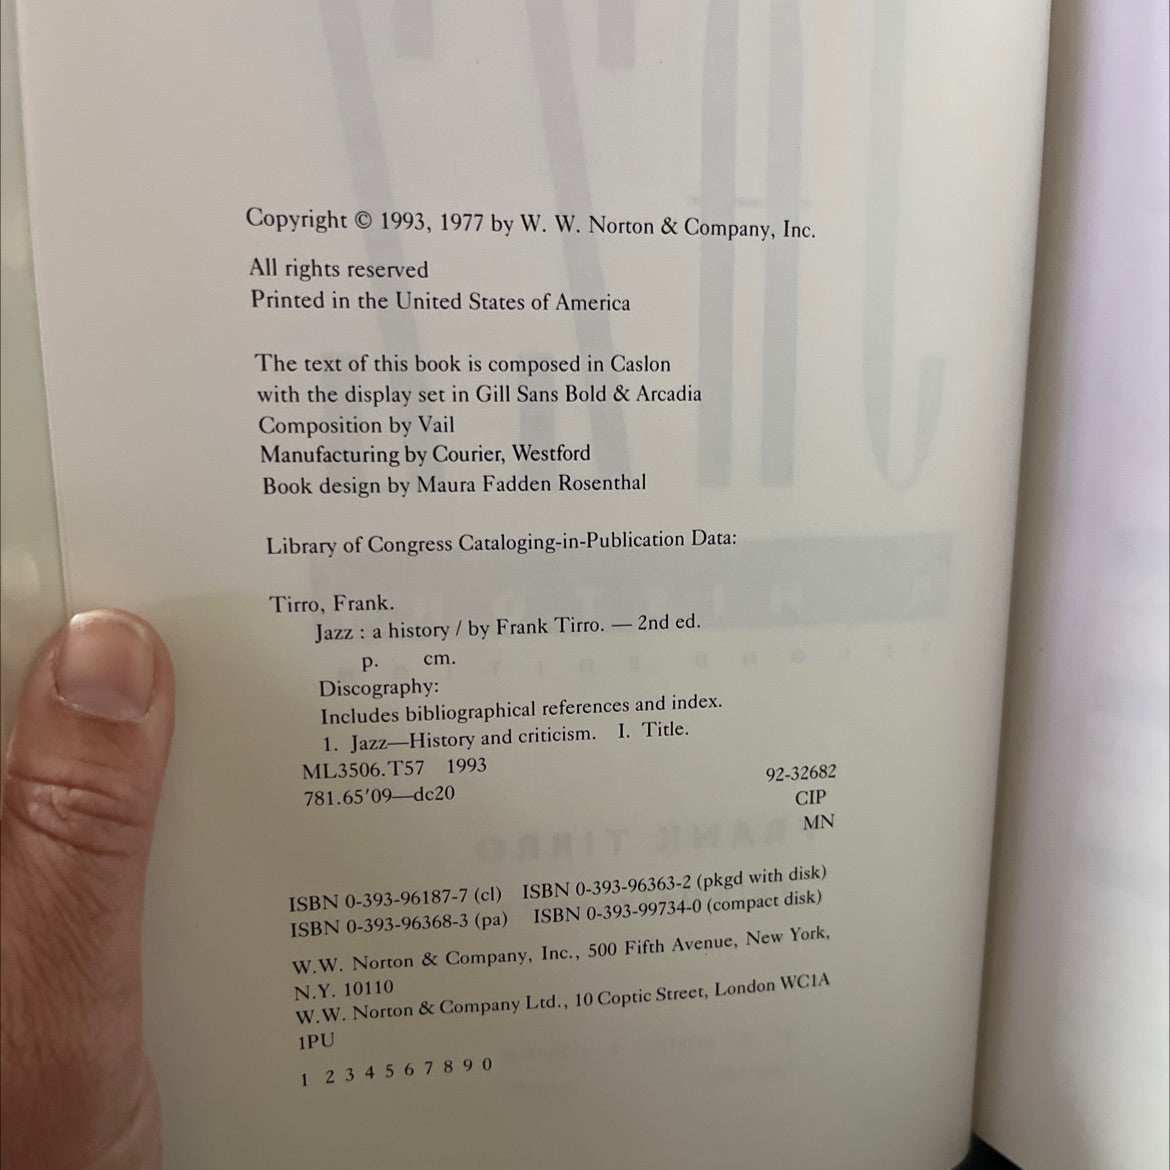 Copyright © 1993, 1977 by W. W. Norton & Company, Inc.
All rights reserved
Printed in the United States of America
The text of this book is composed in Caslon
with the display set in Gill Sans Bold & Arcadia
Composition by Vail
Manufacturing by Courier, Westford
Book design by Maura Fadden Rosenthal
Library of Congress Cataloging-in-Publication Data:
Tirro, Frank.
Jazz : a history / by Frank Tirro. — 2nd ed.
p. cm.
Discography:
Includes bibliographical references and index.
1. Jazz—History and criticism. I. Title.
ML3506.T57 1993
92-32682
781.65′09—dc20
CIP
MN
ISBN 0-393-96187-7 (cl) ISBN 0-393-96363-2 (pkgd with disk)
ISBN 0-393-96368-3 (pa) ISBN 0-393-99734-0 (compact disk)
W.W. Norton & Company, Inc., 500 Fifth Avenue, New York,
N.Y. 10110
W.W. Norton & Company Ltd., 10 Coptic Street, London WC1A
1PU
1 2 3 4 5 6 7 8 9 0